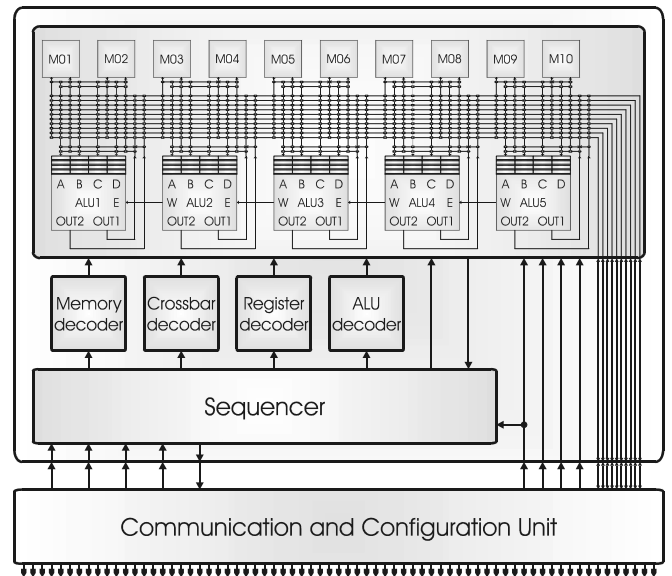 M01 M02 M03 M04 M05 M06 M07 M08 M09 M10
A B C D A B C D A B C D A B C D A B C D
ALU1 E W ALU2 E W ALU3 E W ALU4 E W ALU5
OUT2 OUT1 OUT2 OUT1 OUT2 OUT1 OUT2 OUT1 OUT2 OUT1
Memory Crossbar Register ALU
decoder decoder decoder decoder
Sequencer
Communication and Configuration Unit